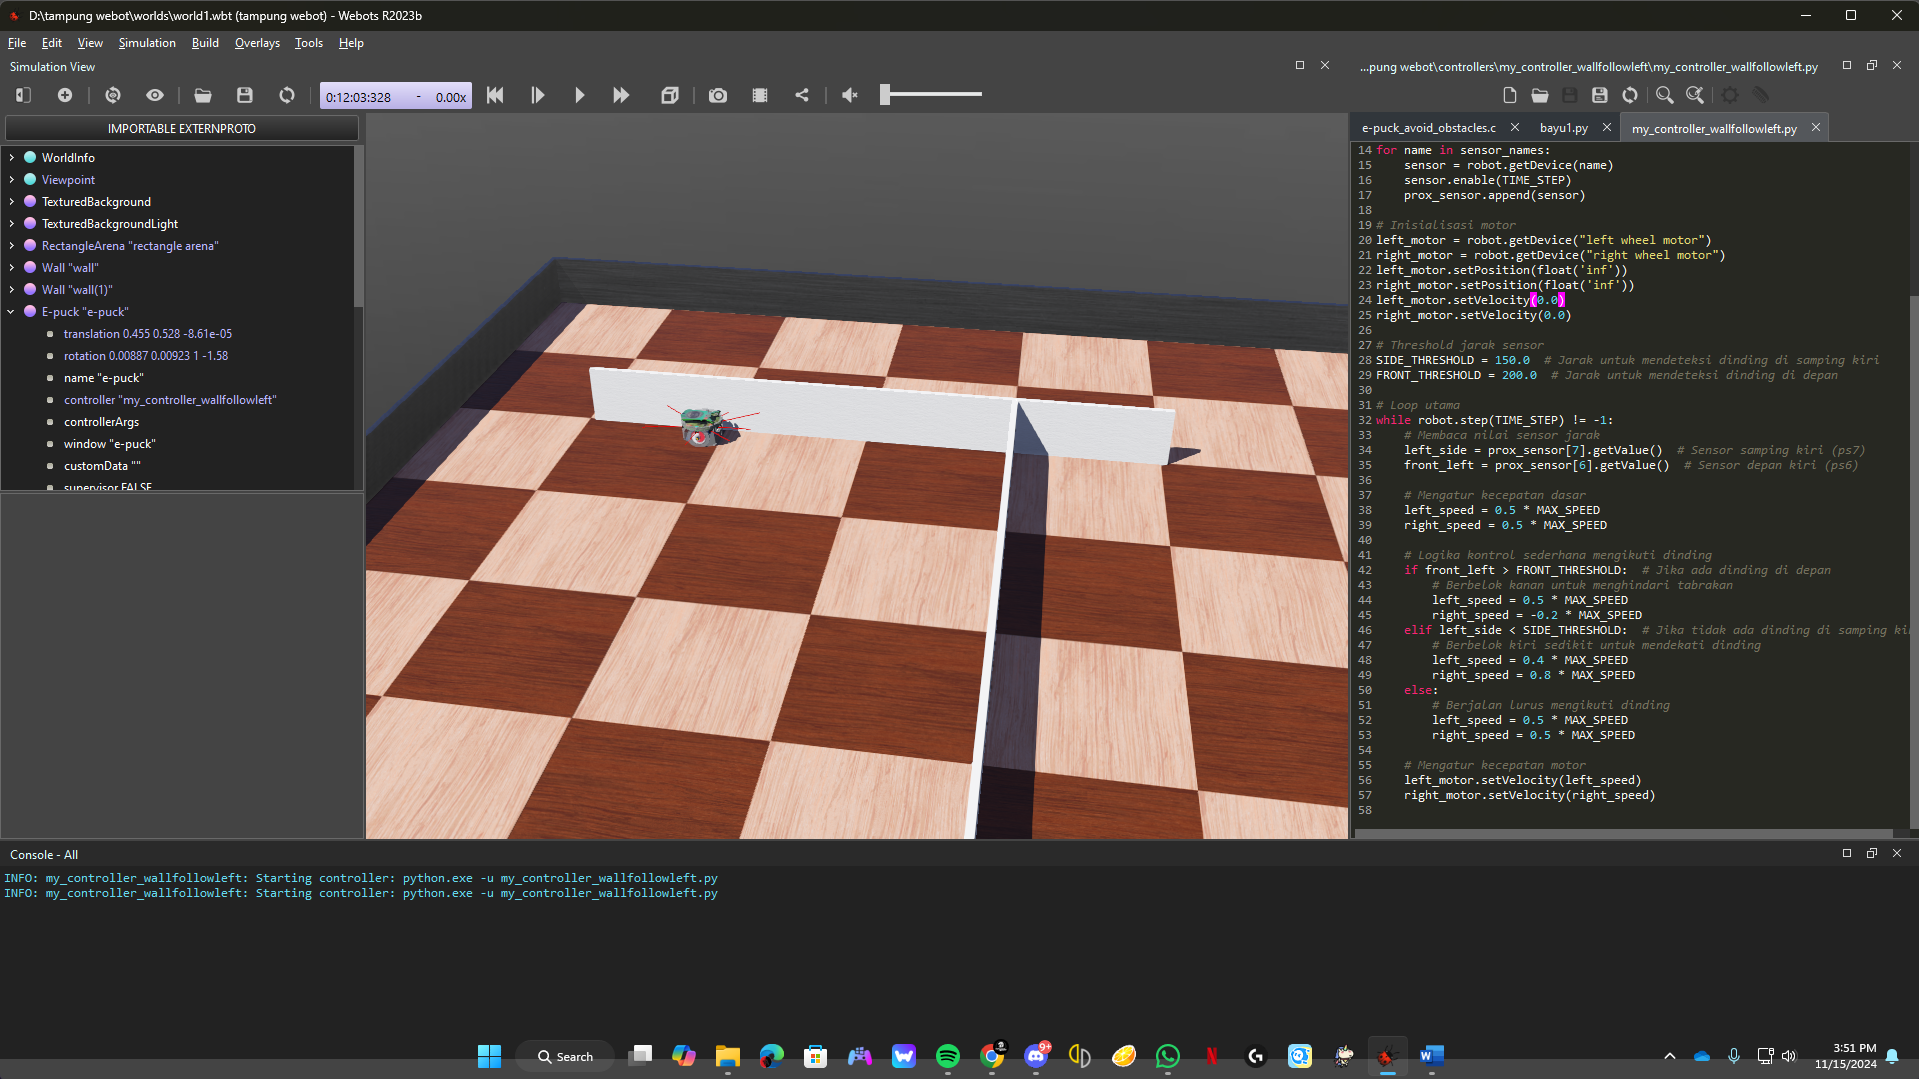 D:\tampung webot\worlds\world1.wbt (tampung webot) - Webots R2023b
File Edit View Simulation Build Overlays Tools Help
Simulation View
0:12:03:328 - 0.00x
IMPORTABLE EXTERNPROTO
WorldInfo
Viewpoint
TexturedBackground
TexturedBackgroundLight
RectangleArena "rectangle arena"
Wall "wall"
Wall "wall(1)"
E-puck "e-puck"
translation 0.455 0.528 -8.61e-05
rotation 0.00887 0.00923 1 -1.58
name "e-puck"
controller "my_controller_wallfollowleft"
controllerArgs
window "e-puck"
customData ""
supervisor FALSE
...pung webot\controllers\my_controller_wallfollowleft\my_controller_wallfollowleft.py
e-puck_avoid_obstacles.c bayu1.py my_controller_wallfollowleft.py
14 for name in sensor_names:
15 sensor = robot.getDevice(name)
16 sensor.enable(TIME_STEP)
17 prox_sensor.append(sensor)
18
19 # Inisialisasi motor
20 left_motor = robot.getDevice("left wheel motor")
21 right_motor = robot.getDevice("right wheel motor")
22 left_motor.setPosition(float('inf'))
23 right_motor.setPosition(float('inf'))
24 left_motor.setVelocity(0.0)
25 right_motor.setVelocity(0.0)
26
27 # Threshold jarak sensor
28 SIDE_THRESHOLD = 150.0 # Jarak untuk mendeteksi dinding di samping kiri
29 FRONT_THRESHOLD = 200.0 # Jarak untuk mendeteksi dinding di depan
30
31 # Loop utama
32 while robot.step(TIME_STEP) != -1:
33 # Membaca nilai sensor jarak
34 left_side = prox_sensor[7].getValue() # Sensor samping kiri (ps7)
35 front_left = prox_sensor[6].getValue() # Sensor depan kiri (ps6)
36
37 # Mengatur kecepatan dasar
38 left_speed = 0.5 * MAX_SPEED
39 right_speed = 0.5 * MAX_SPEED
40
41 # Logika kontrol sederhana mengikuti dinding
42 if front_left > FRONT_THRESHOLD: # Jika ada dinding di depan
43 # Berbelok kanan untuk menghindari tabrakan
44 left_speed = 0.5 * MAX_SPEED
45 right_speed = -0.2 * MAX_SPEED
46 elif left_side < SIDE_THRESHOLD: # Jika tidak ada dinding di samping ki
47 # Berbelok kiri sedikit untuk mendekati dinding
48 left_speed = 0.4 * MAX_SPEED
49 right_speed = 0.8 * MAX_SPEED
50 else:
51 # Berjalan lurus mengikuti dinding
52 left_speed = 0.5 * MAX_SPEED
53 right_speed = 0.5 * MAX_SPEED
54
55 # Mengatur kecepatan motor
56 left_motor.setVelocity(left_speed)
57 right_motor.setVelocity(right_speed)
58
Console - All
INFO: my_controller_wallfollowleft: Starting controller: python.exe -u my_controller_wallfollowleft.py
INFO: my_controller_wallfollowleft: Starting controller: python.exe -u my_controller_wallfollowleft.py
Search
9+
3:51 PM
11/15/2024